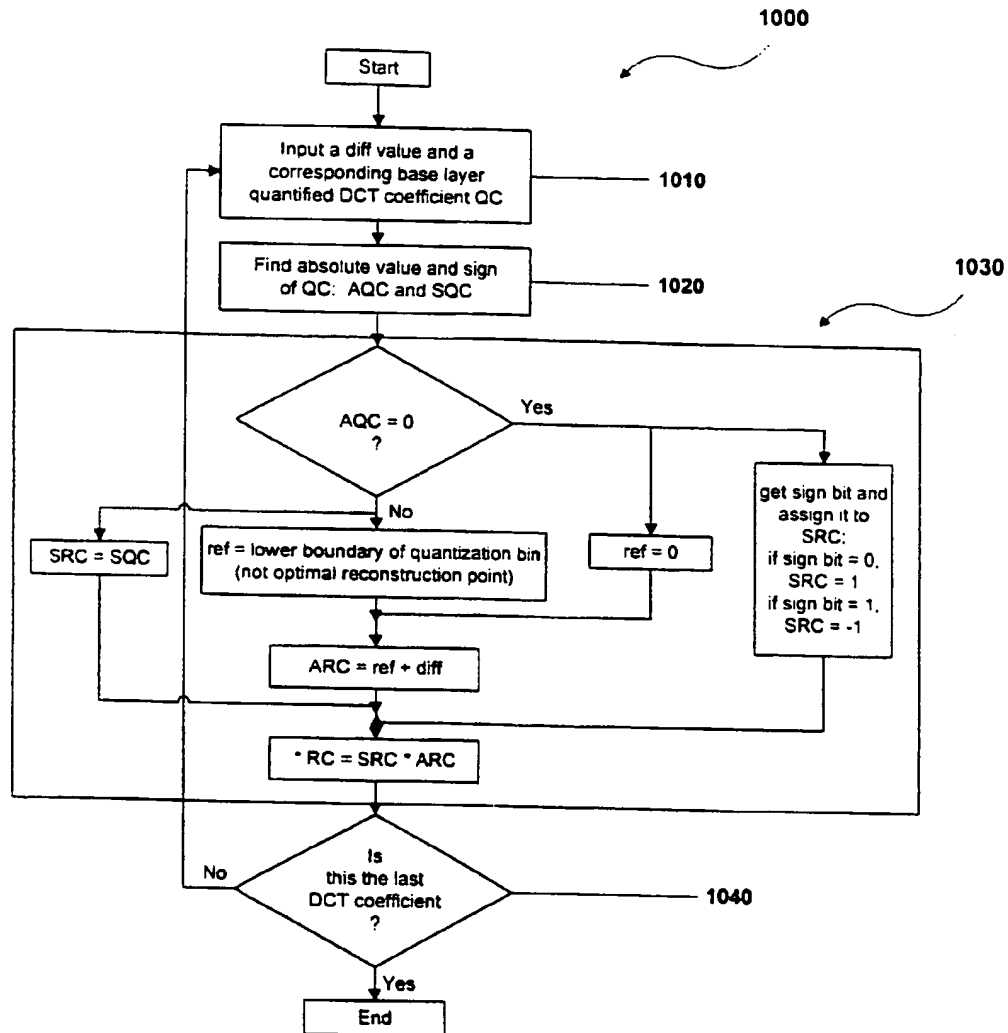 1000
Start
Input a diff value and a
corresponding base layer
quantified DCT coefficient QC
1010
Find absolute value and sign
of QC: AQC and SQC
1020
1030
AQC = 0
?
Yes
No
SRC = SQC
ref = lower boundary of quantization bin
(not optimal reconstruction point)
ref = 0
get sign bit and
assign it to
SRC:
if sign bit = 0,
SRC = 1
if sign bit = 1,
SRC = -1
ARC = ref + diff
* RC = SRC * ARC
Is
this the last
DCT coefficient
?
No
1040
Yes
End